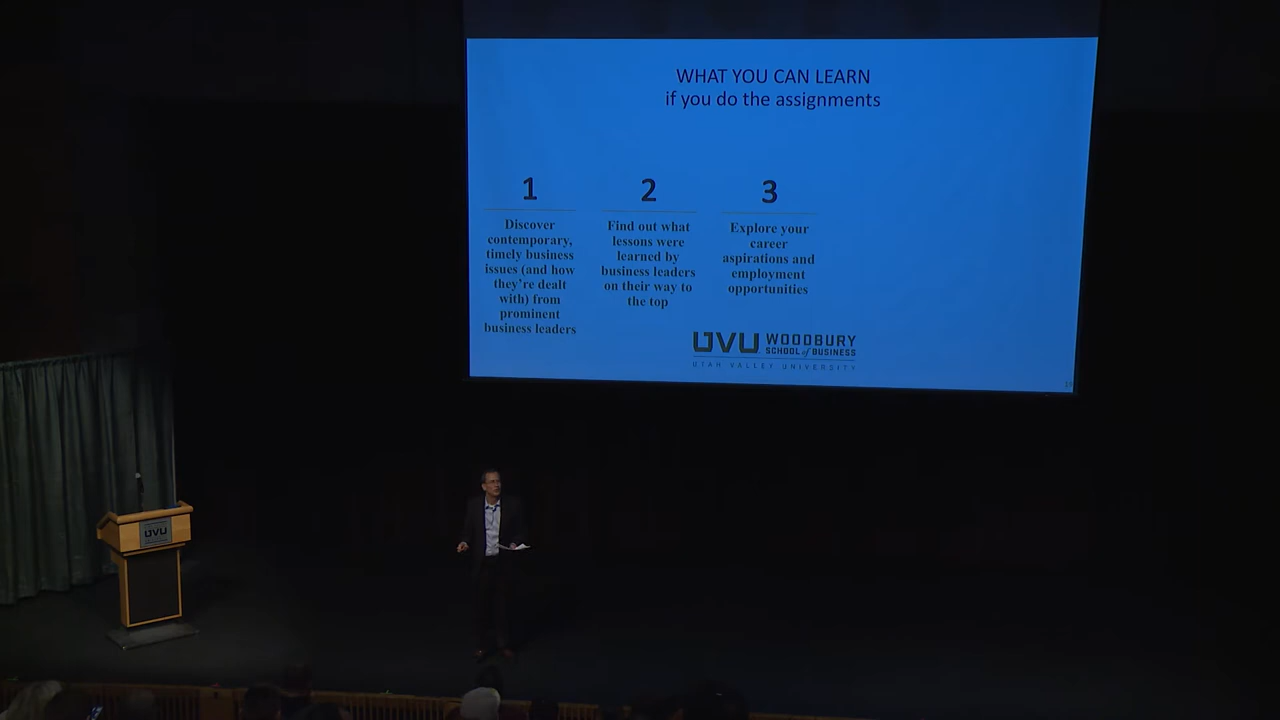 WHAT YOU CAN LEARN
if you do the assignments
1
Discover
contemporary,
timely business
issues (and how
they're dealt
with) from
prominent
business leaders
2
Find out what
lessons were
learned by
business leaders
on their way to
the top
3
Explore your
career
aspirations and
employment
opportunities
UVU WOODBURY
SCHOOL of BUSINESS
UTAH VALLEY UNIVERSITY
UVU